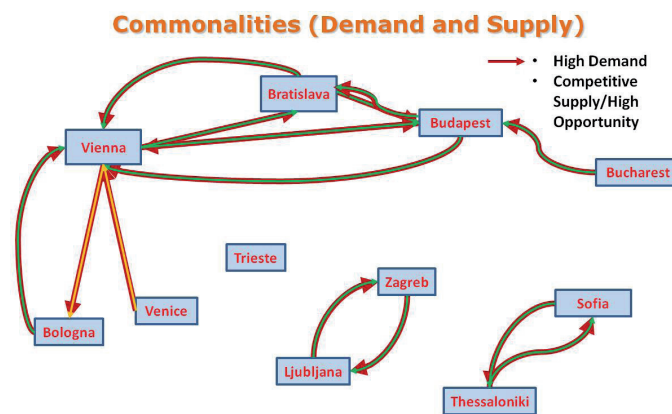 Commonalities (Demand and Supply)
• High Demand
• Competitive
Supply/High
Opportunity
Bratislava
Budapest
Vienna
Bucharest
Trieste
Zagreb
Sofia
Venice
Bologna
Ljubljana
Thessaloniki